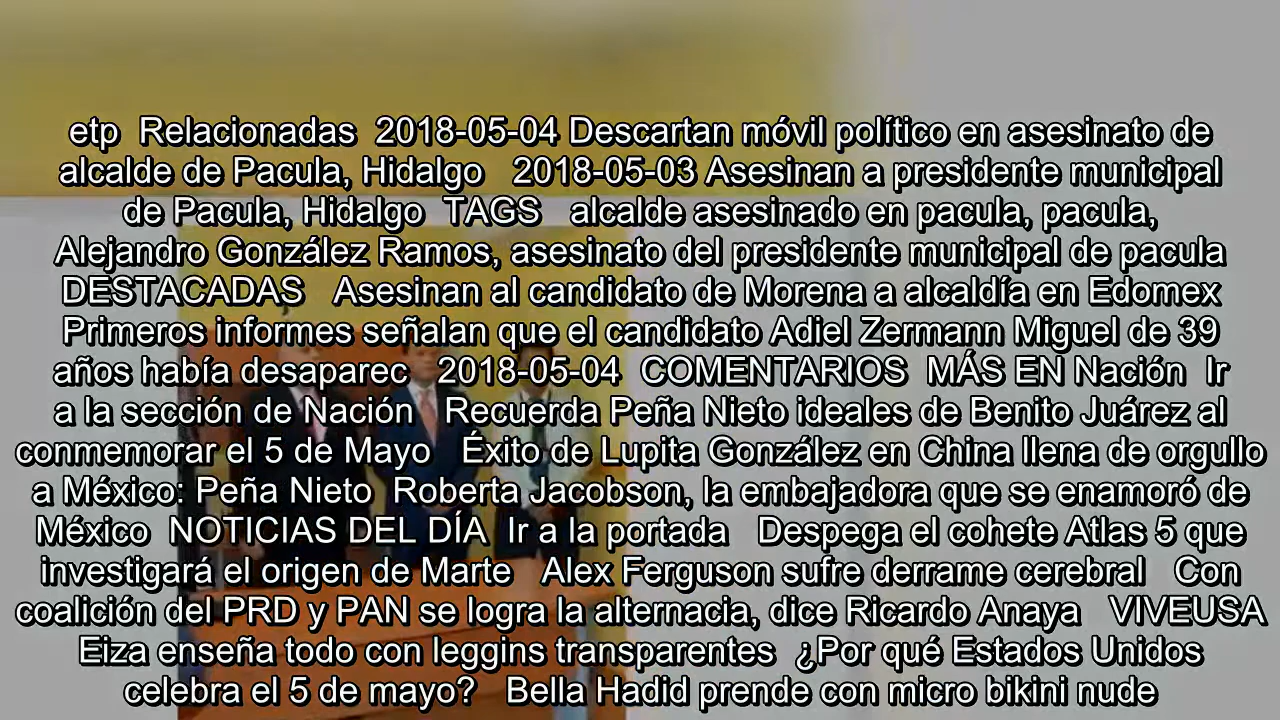 etp Relacionadas 2018-05-04 Descartan móvil político en asesinato de
alcalde de Pacula, Hidalgo 2018-05-03 Asesinan a presidente municipal
de Pacula, Hidalgo TAGS alcalde asesinado en pacula, pacula,
Alejandro González Ramos, asesinato del presidente municipal de pacula
DESTACADAS Asesinan al candidato de Morena a alcaldía en Edomex
Primeros informes señalan que el candidato Adiel Zermann Miguel de 39
años había desaparec 2018-05-04 COMENTARIOS MÁS EN Nación Ir
a la sección de Nación Recuerda Peña Nieto ideales de Benito Juárez al
conmemorar el 5 de Mayo Éxito de Lupita González en China llena de orgullo
a México: Peña Nieto Roberta Jacobson, la embajadora que se enamoró de
México NOTICIAS DEL DÍA Ir a la portada Despega el cohete Atlas 5 que
investigará el origen de Marte Alex Ferguson sufre derrame cerebral Con
coalición del PRD y PAN se logra la alternacia, dice Ricardo Anaya VIVEUSA
Eiza enseña todo con leggins transparentes ¿Por qué Estados Unidos
celebra el 5 de mayo? Bella Hadid prende con micro bikini nude